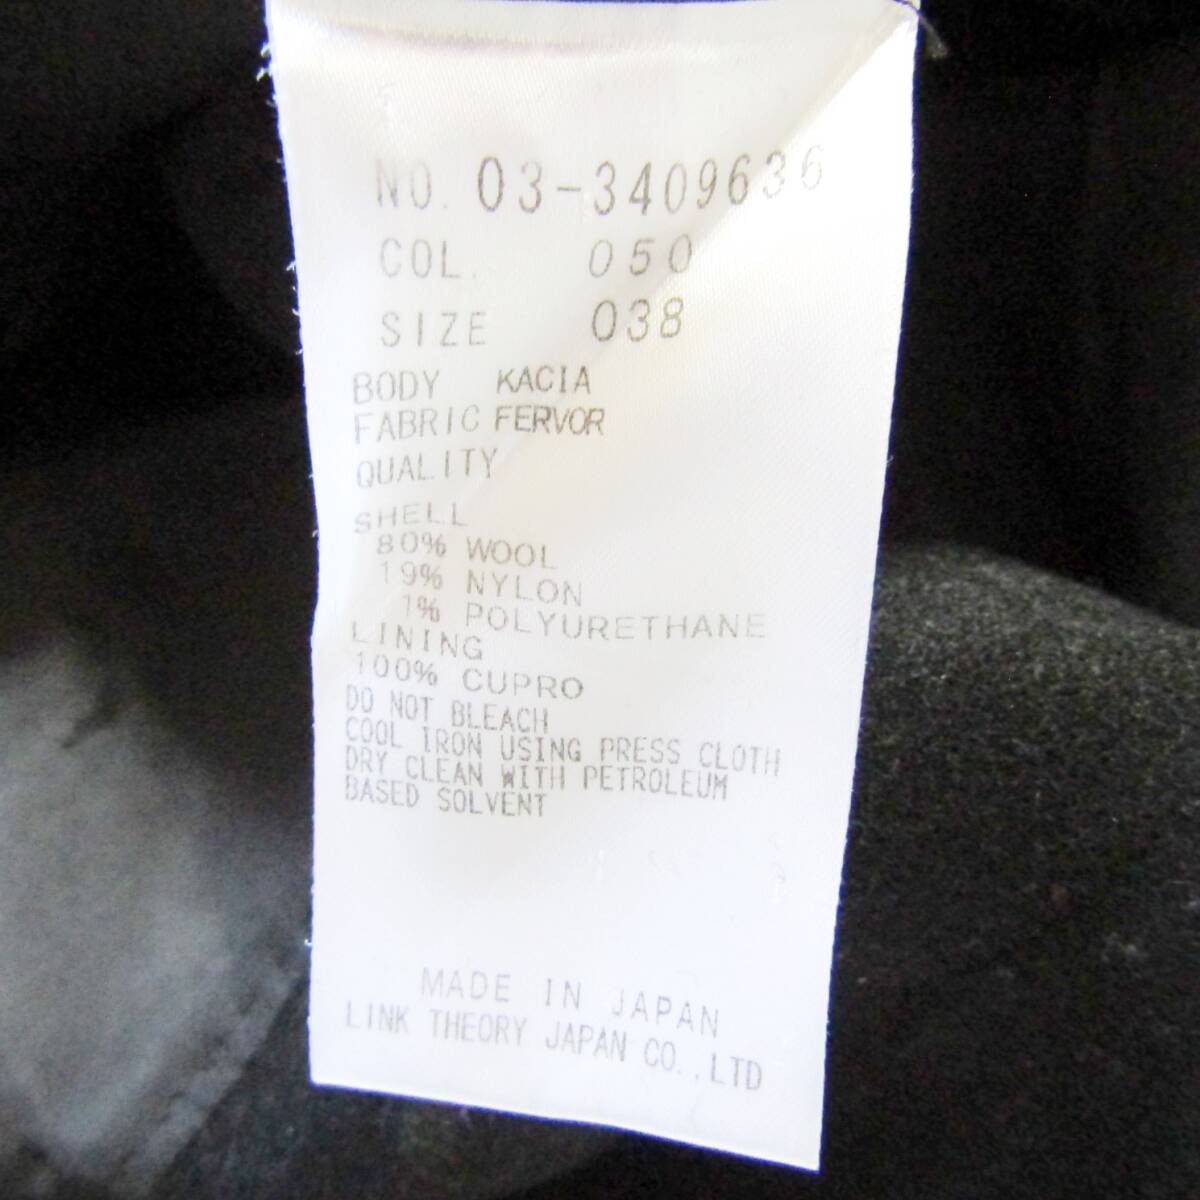 NO. 03-3409636
COL. 050
SIZE 038
BODY KACIA
FABRIC FERVOR
QUALITY
SHELL
80% WOOL
19% NYLON
1% POLYURETHANE
LINING
100% CUPRO
DO NOT BLEACH
COOL IRON USING PRESS CLOTH
DRY CLEAN WITH PETROLEUM
BASED SOLVENT
MADE IN JAPAN
LINK THEORY JAPAN CO.,LTD